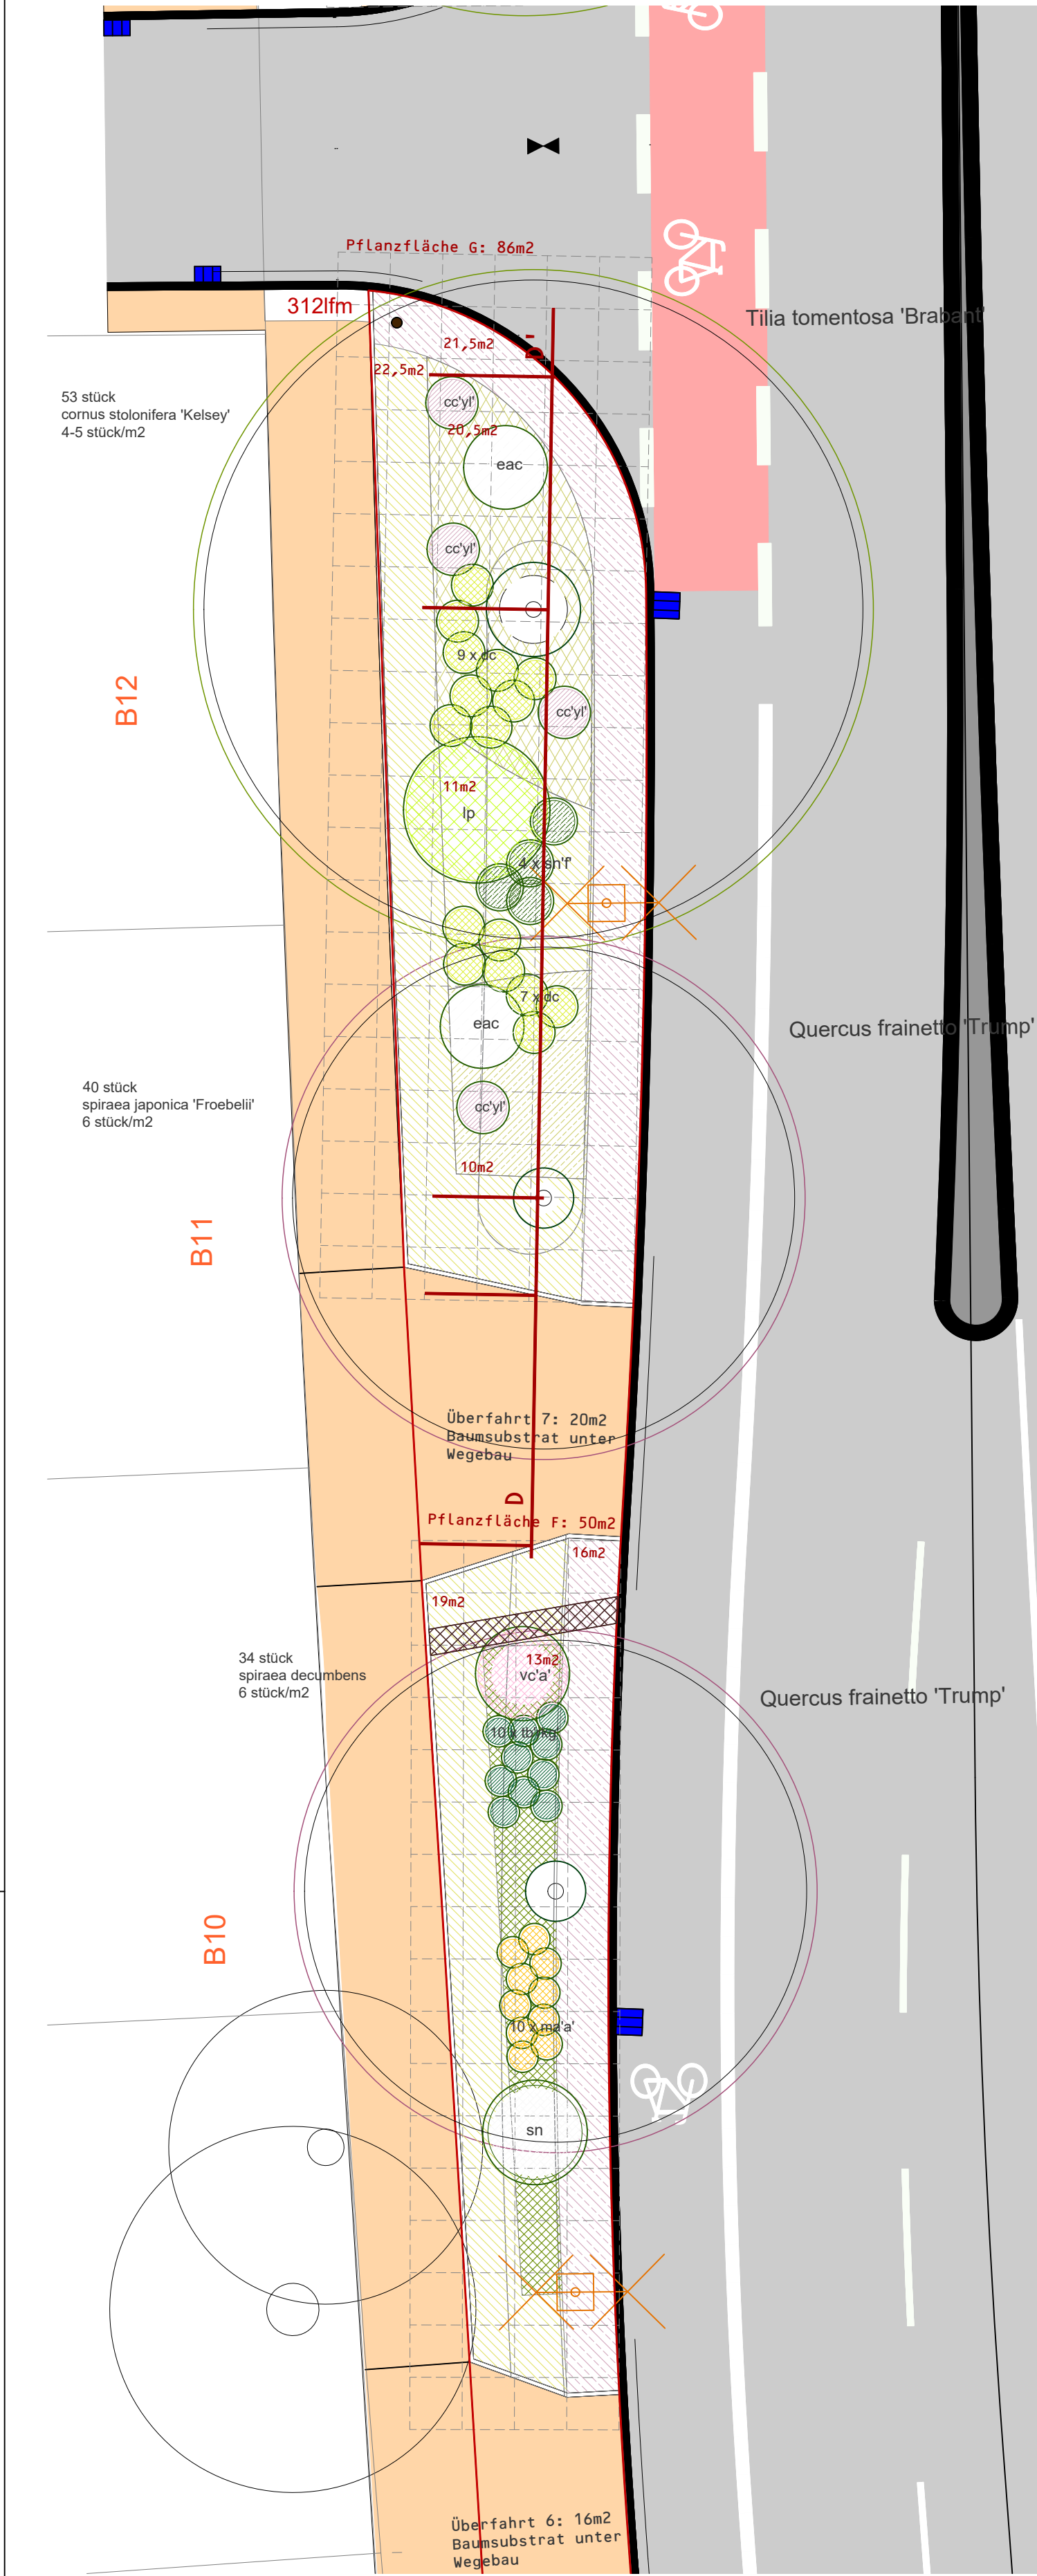 Pflanzfläche G: 86m2
312lfm
Tilia tomentosa 'Brabant'
21,5m2
D'
22,5m2
53 stück
cornus stolonifera 'Kelsey'
4-5 stück/m2
cc'yl'
20,5m2
eac
cc'yl'
9 x dc
B12
cc'yl'
11m2
lp
4 x sn'f'
7 x dc
eac
Quercus frainetto 'Trump'
40 stück
spiraea japonica 'Froebelii'
6 stück/m2
cc'yl'
10m2
B11
Überfahrt 7: 20m2
Baumsubstrat unter
Wegebau
D
Pflanzfläche F: 50m2
16m2
19m2
34 stück
spiraea decumbens
6 stück/m2
13m2
vc'a'
Quercus frainetto 'Trump'
B10
10 x ma'a'
sn
Überfahrt 6: 16m2
Baumsubstrat unter
Wegebau